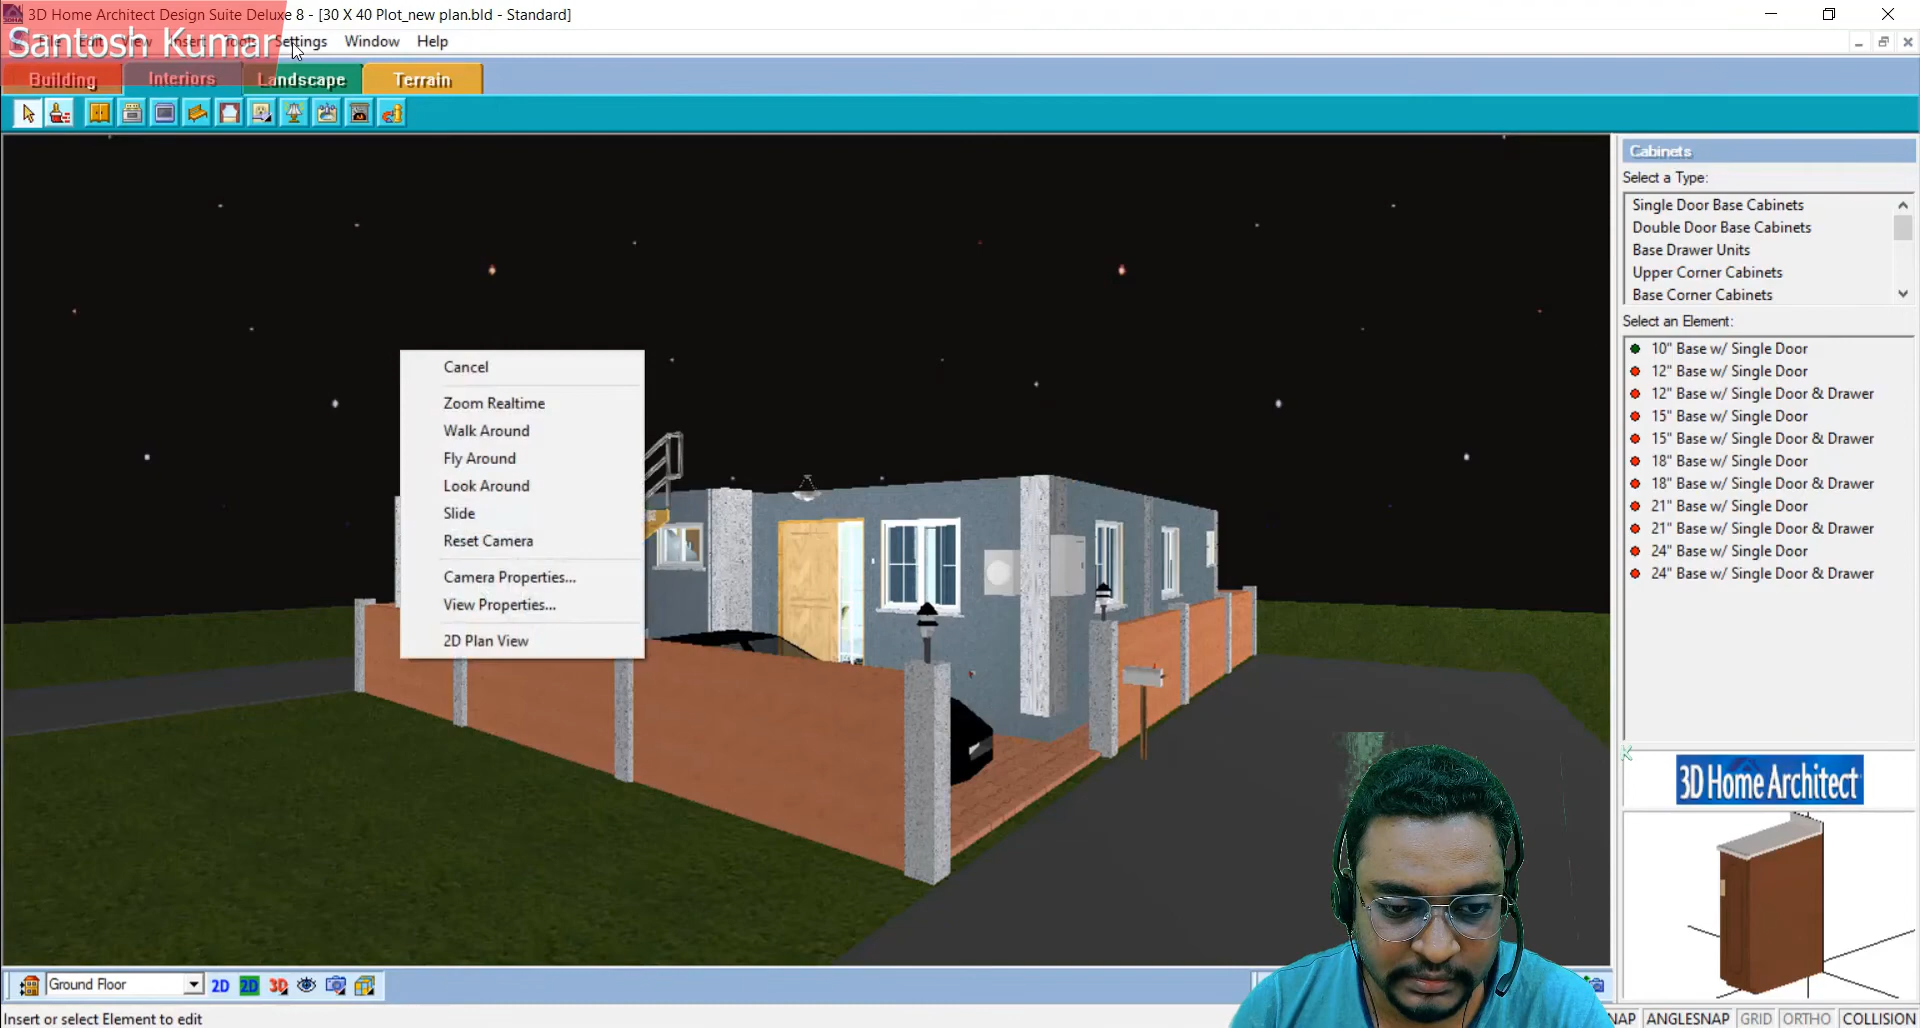 3D Home Architect Design Suite Deluxe 8 - [30 X 40 Plot_new plan.bld - Standard]
Santosh Kumar
File Edit View Insert Tools Settings Window Help
Building Interiors Landscape Terrain
Cabinets
Select a Type:
Single Door Base Cabinets
Double Door Base Cabinets
Base Drawer Units
Upper Corner Cabinets
Base Corner Cabinets
Select an Element:
10" Base w/ Single Door
12" Base w/ Single Door
12" Base w/ Single Door & Drawer
15" Base w/ Single Door
15" Base w/ Single Door & Drawer
18" Base w/ Single Door
18" Base w/ Single Door & Drawer
21" Base w/ Single Door
21" Base w/ Single Door & Drawer
24" Base w/ Single Door
24" Base w/ Single Door & Drawer
Cancel
Zoom Realtime
Walk Around
Fly Around
Look Around
Slide
Reset Camera
Camera Properties...
View Properties...
2D Plan View
3D Home Architect
Ground Floor 2D 2D 3D
Insert or select Element to edit
NAP ANGLESNAP GRID ORTHO COLLISION